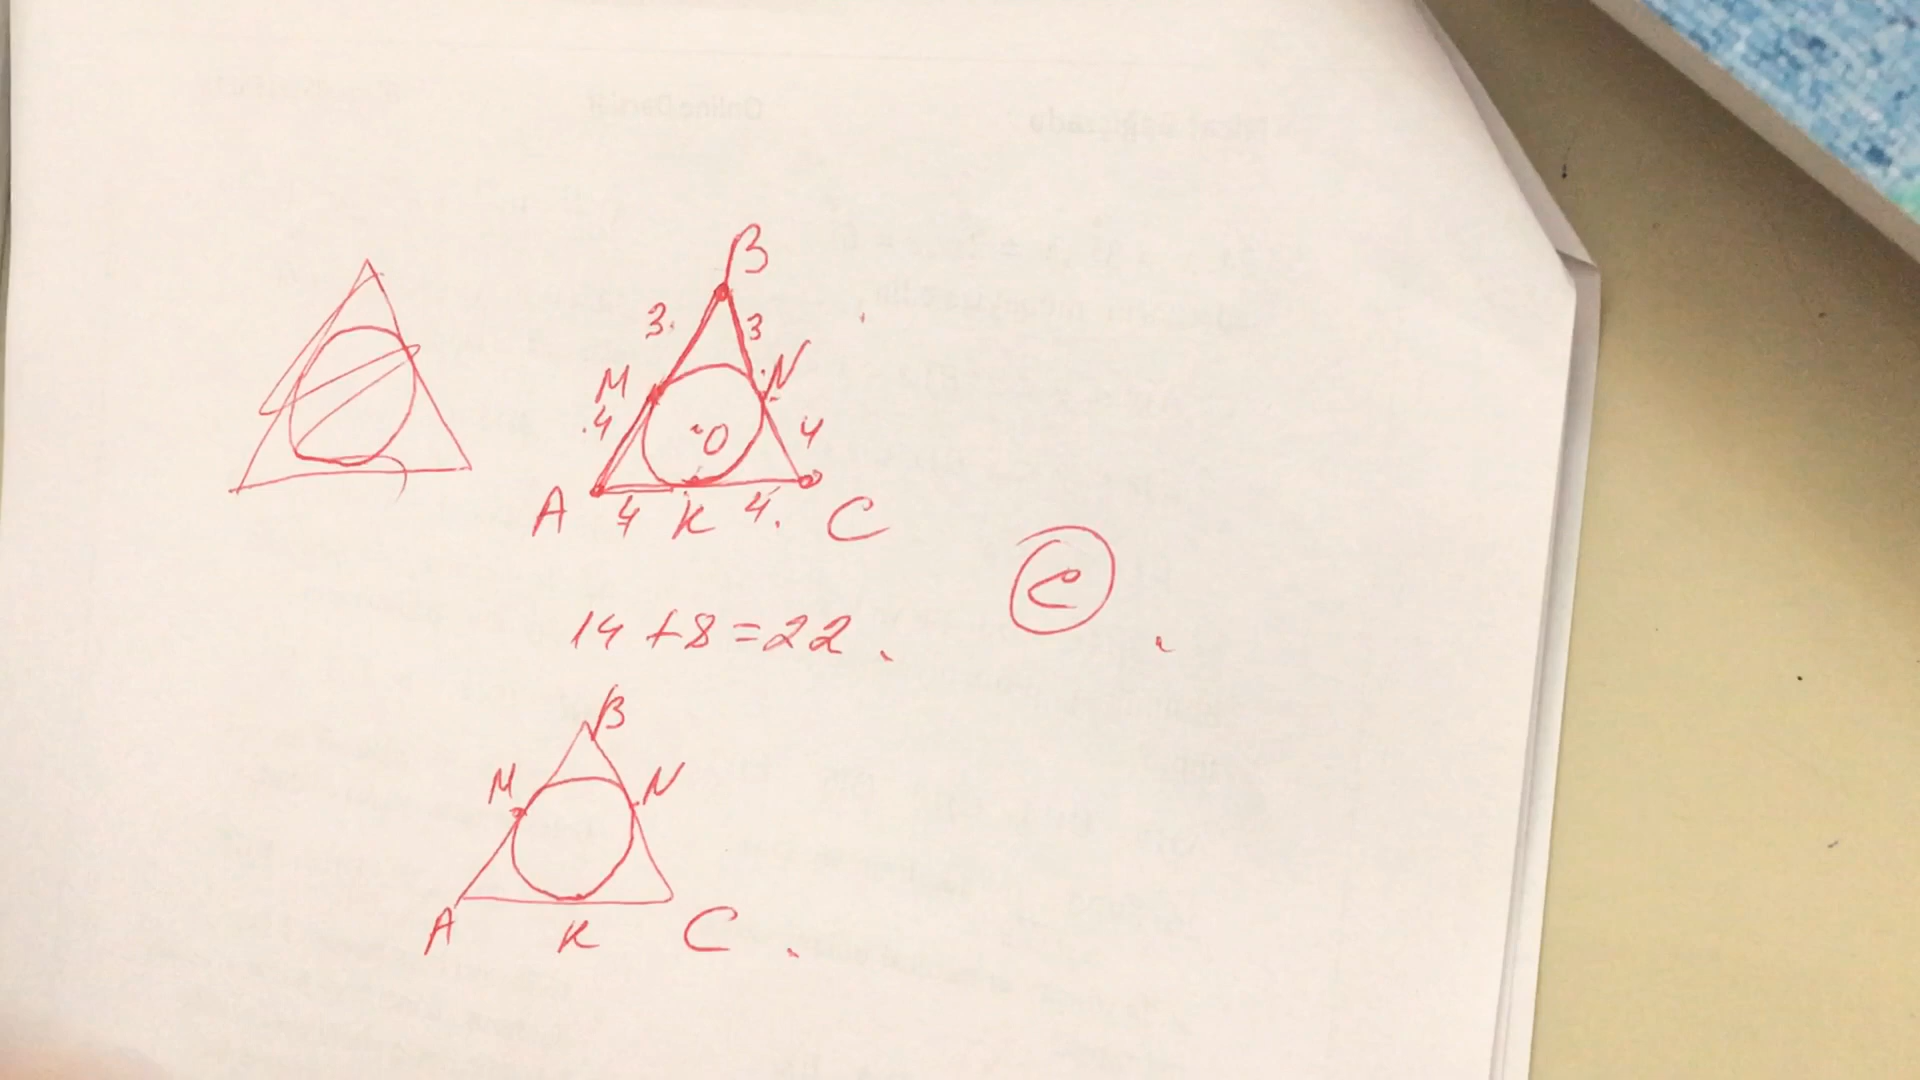 B
3. 3
M N
.4 .O 4
A 4 K 4. C
C
14 + 8 = 22.
B
M N
A K C.